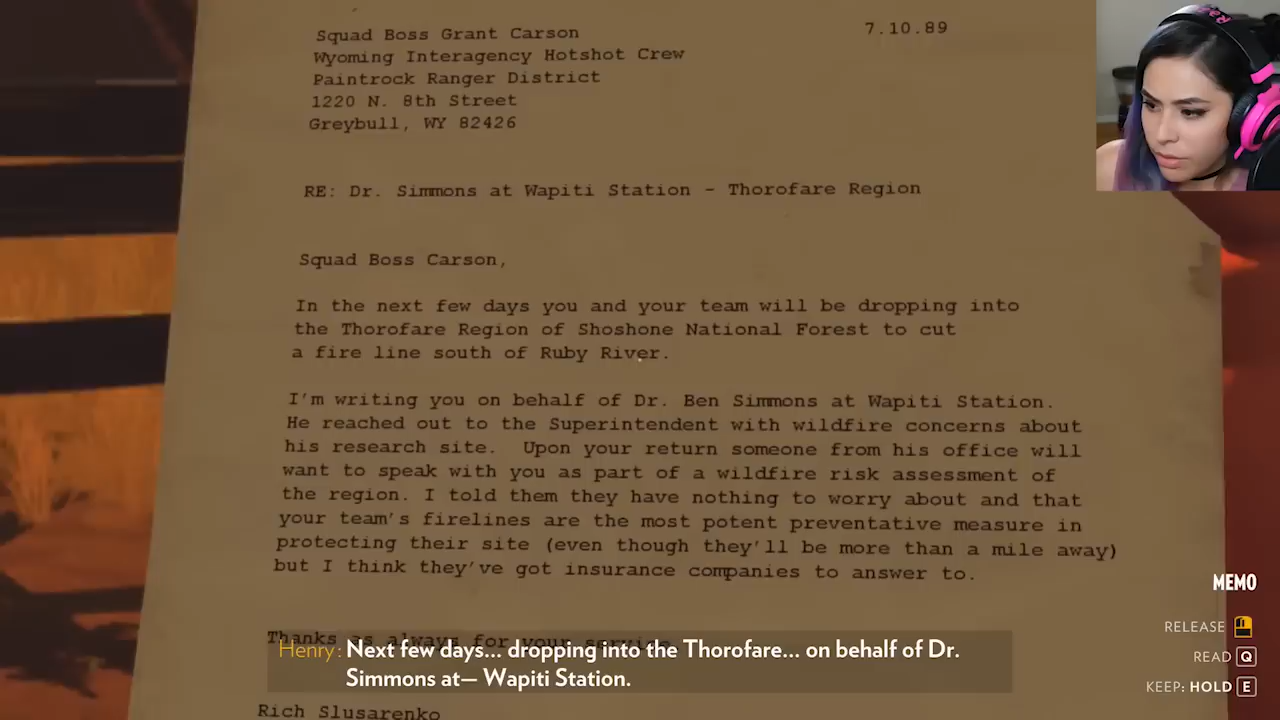 Squad Boss Grant Carson
7.10.89
Wyoming Interagency Hotshot Crew
Paintrock Ranger District
1220 N. 8th Street
Greybull, WY 82426
RE: Dr. Simmons at Wapiti Station - Thorofare Region
Squad Boss Carson,
In the next few days you and your team will be dropping into
the Thorofare Region of Shoshone National Forest to cut
a fire line south of Ruby River.
I'm writing you on behalf of Dr. Ben Simmons at Wapiti Station.
He reached out to the Superintendent with wildfire concerns about
his research site. Upon your return someone from his office will
want to speak with you as part of a wildfire risk assessment of
the region. I told them they have nothing to worry about and that
your team's firelines are the most potent preventative measure in
protecting their site (even though they'll be more than a mile away)
but I think they've got insurance companies to answer to.
Thanks as always for your service
Henry: Next few days... dropping into the Thorofare... on behalf of Dr.
Simmons at— Wapiti Station.
Rich Slusarenko
MEMO
RELEASE
READ Q
KEEP: HOLD E